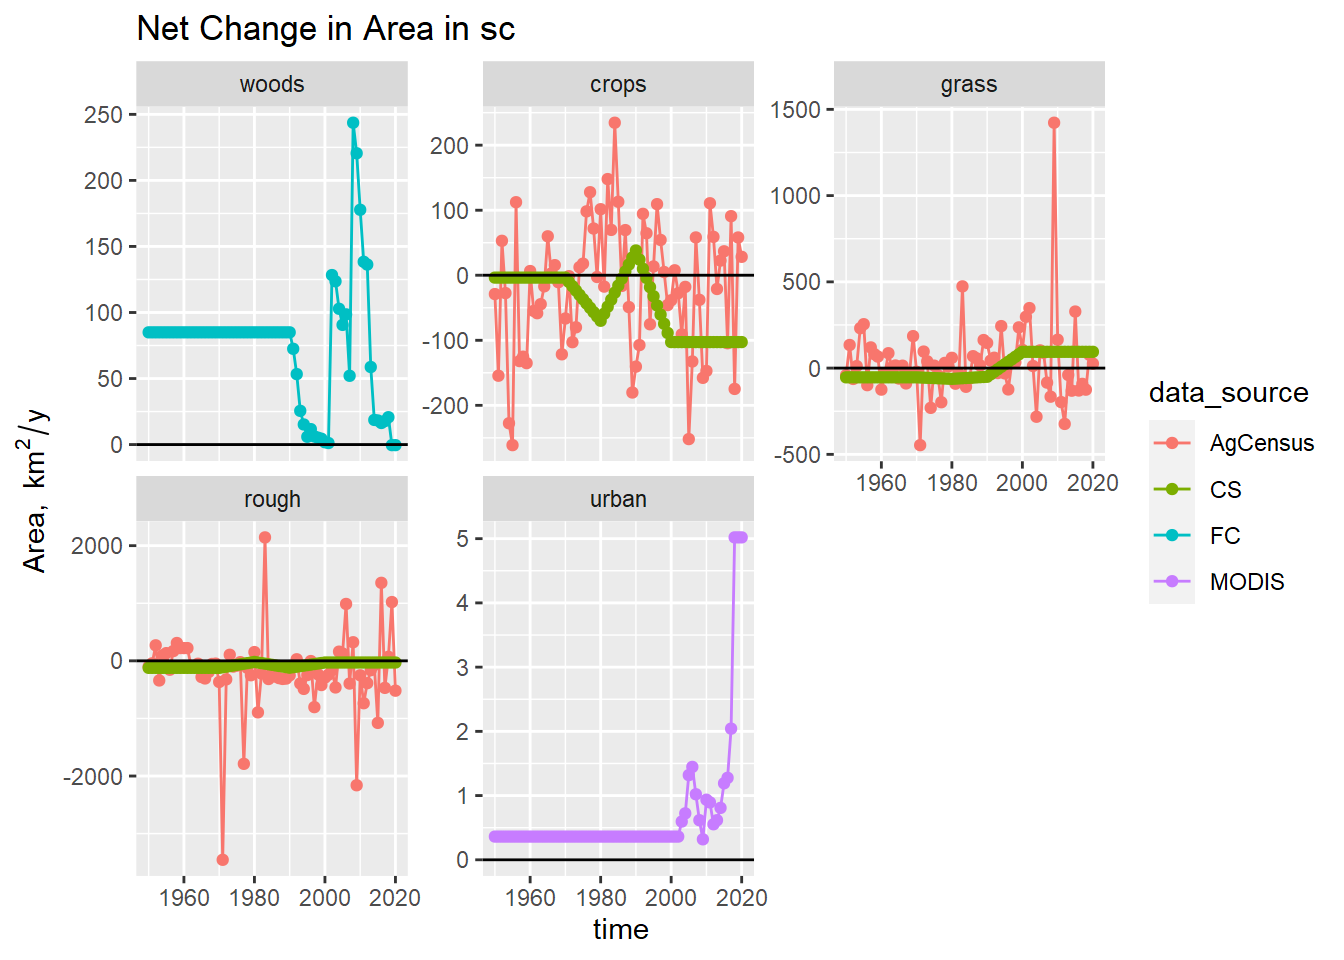 Net Change in Area in sc
woods
crops
grass
250
200
150
100
50
0
200
100
0
-100
-200
1500
1000
500
0
-500
1960 1980 2000 2020
rough
urban
2000
0
-2000
5
4
3
2
1
0
1960 1980 2000 2020
1960 1980 2000 2020
time
Area, km²/y
data_source
AgCensus
CS
FC
MODIS